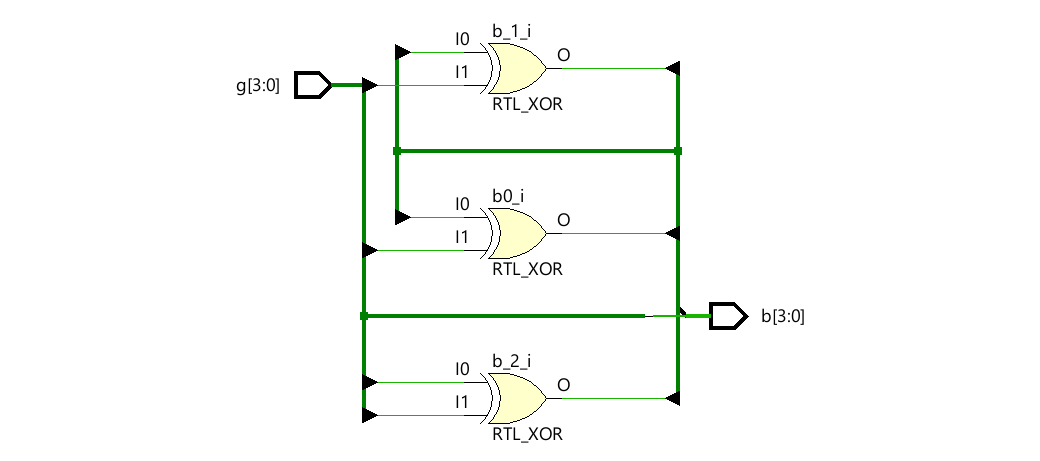 b_1_i
I0
O
I1
g[3:0]
RTL_XOR
b0_i
I0
O
I1
RTL_XOR
b[3:0]
b_2_i
I0
O
I1
RTL_XOR